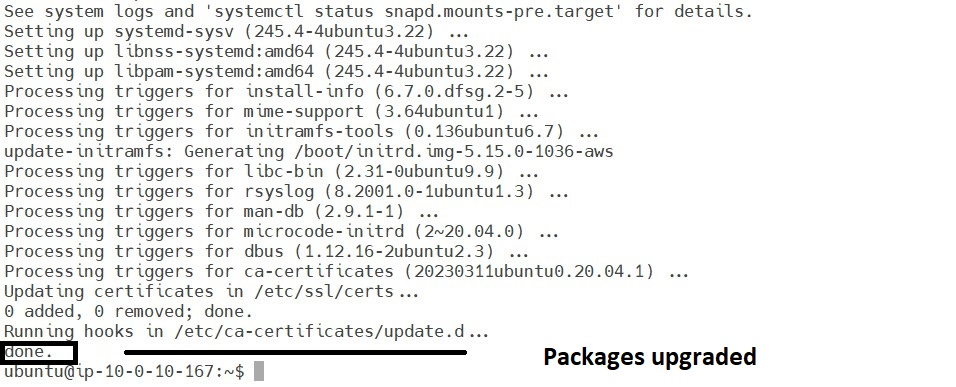 See system logs and 'systemctl status snapd.mounts-pre.target' for details.
Setting up systemd-sysv (245.4-4ubuntu3.22) ...
Setting up libnss-systemd:amd64 (245.4-4ubuntu3.22) ...
Setting up libpam-systemd:amd64 (245.4-4ubuntu3.22) ...
Processing triggers for install-info (6.7.0.dfsg.2-5) ...
Processing triggers for mime-support (3.64ubuntu1) ...
Processing triggers for initramfs-tools (0.136ubuntu6.7) ...
update-initramfs: Generating /boot/initrd.img-5.15.0-1036-aws
Processing triggers for libc-bin (2.31-0ubuntu9.9) ...
Processing triggers for rsyslog (8.2001.0-1ubuntu1.3) ...
Processing triggers for man-db (2.9.1-1) ...
Processing triggers for microcode-initrd (2~20.04.0) ...
Processing triggers for dbus (1.12.16-2ubuntu2.3) ...
Processing triggers for ca-certificates (20230311ubuntu0.20.04.1) ...
Updating certificates in /etc/ssl/certs...
0 added, 0 removed; done.
Running hooks in /etc/ca-certificates/update.d...
done.
Packages upgraded
ubuntu@ip-10-0-10-167:~$